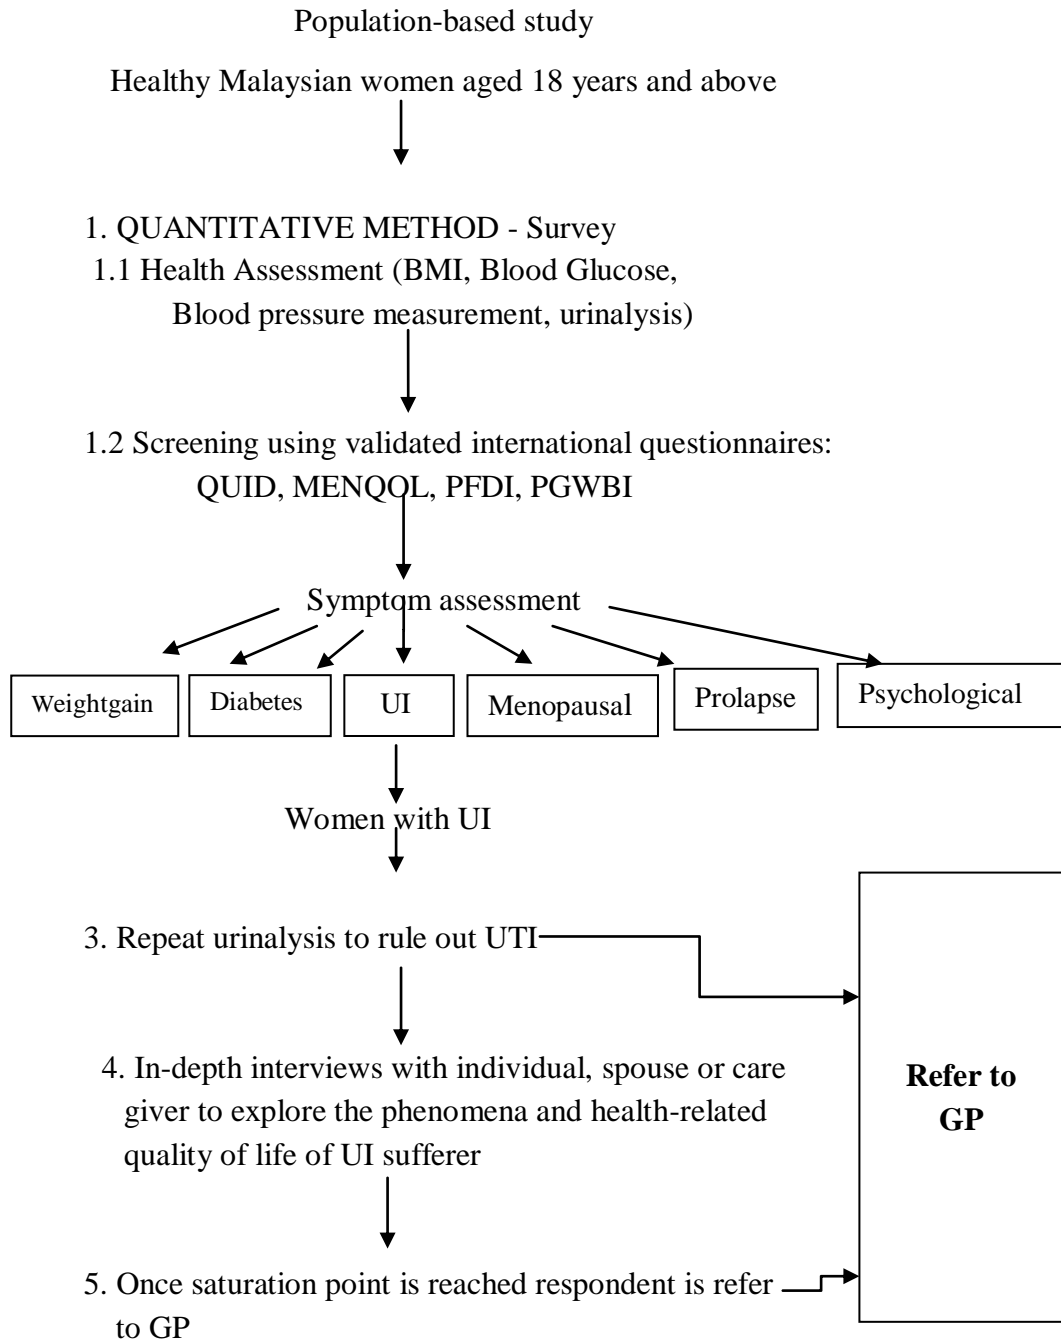 Population-based study
Healthy Malaysian women aged 18 years and above
1. QUANTITATIVE METHOD - Survey
1.1 Health Assessment (BMI, Blood Glucose,
Blood pressure measurement, urinalysis)
1.2 Screening using validated international questionnaires:
QUID, MENQOL, PFDI, PGWBI
Symptom assessment
Weightgain
Diabetes
UI
Menopausal
Prolapse
Psychological
Women with UI
3. Repeat urinalysis to rule out UTI
4. In-depth interviews with individual, spouse or care
giver to explore the phenomena and health-related
quality of life of UI sufferer
Refer to
GP
5. Once saturation point is reached respondent is refer
to GP